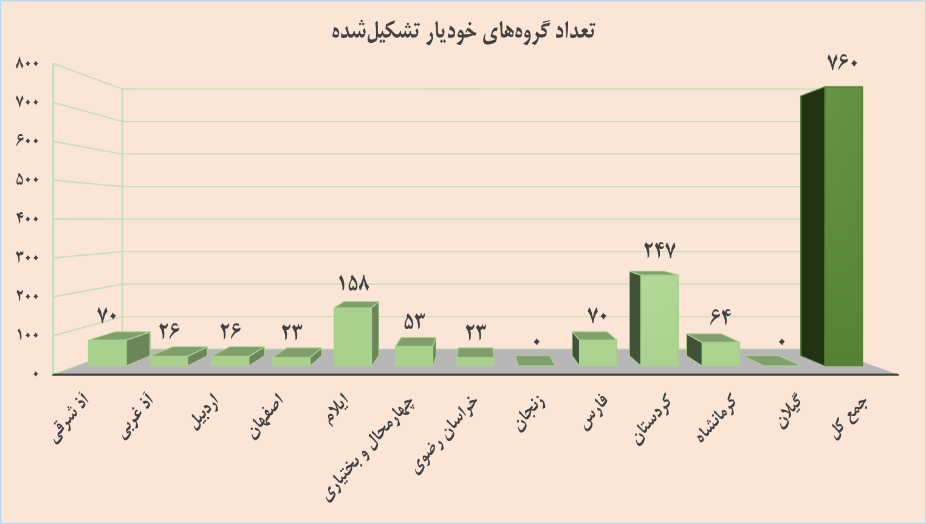 تعداد گروه‌های خودیار تشکیل‌شده
۸۰۰
۷۰۰
۶۰۰
۵۰۰
۴۰۰
۳۰۰
۲۰۰
۱۰۰
۰
۷۰
۲۶
۲۶
۲۳
۱۵۸
۵۳
۲۳
۰
۷۰
۲۴۷
۶۴
۰
۷۶۰
آذ شرقی
آذ غربی
اردبیل
اصفهان
ایلام
چهارمحال و بختیاری
خراسان رضوی
زنجان
فارس
کردستان
کرمانشاه
گیلان
جمع کل